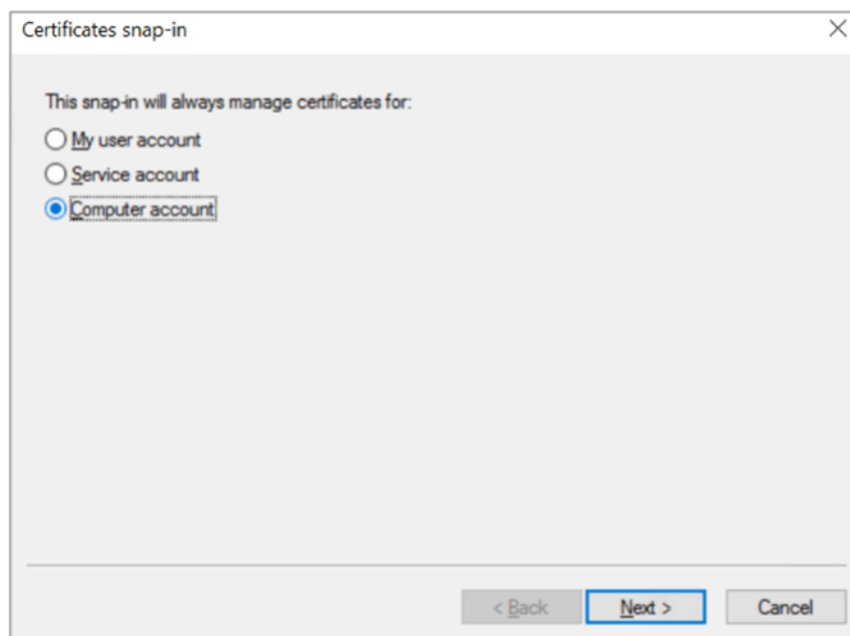 Certificates snap-in
This snap-in will always manage certificates for:
My user account
Service account
Computer account
< Back
Next >
Cancel